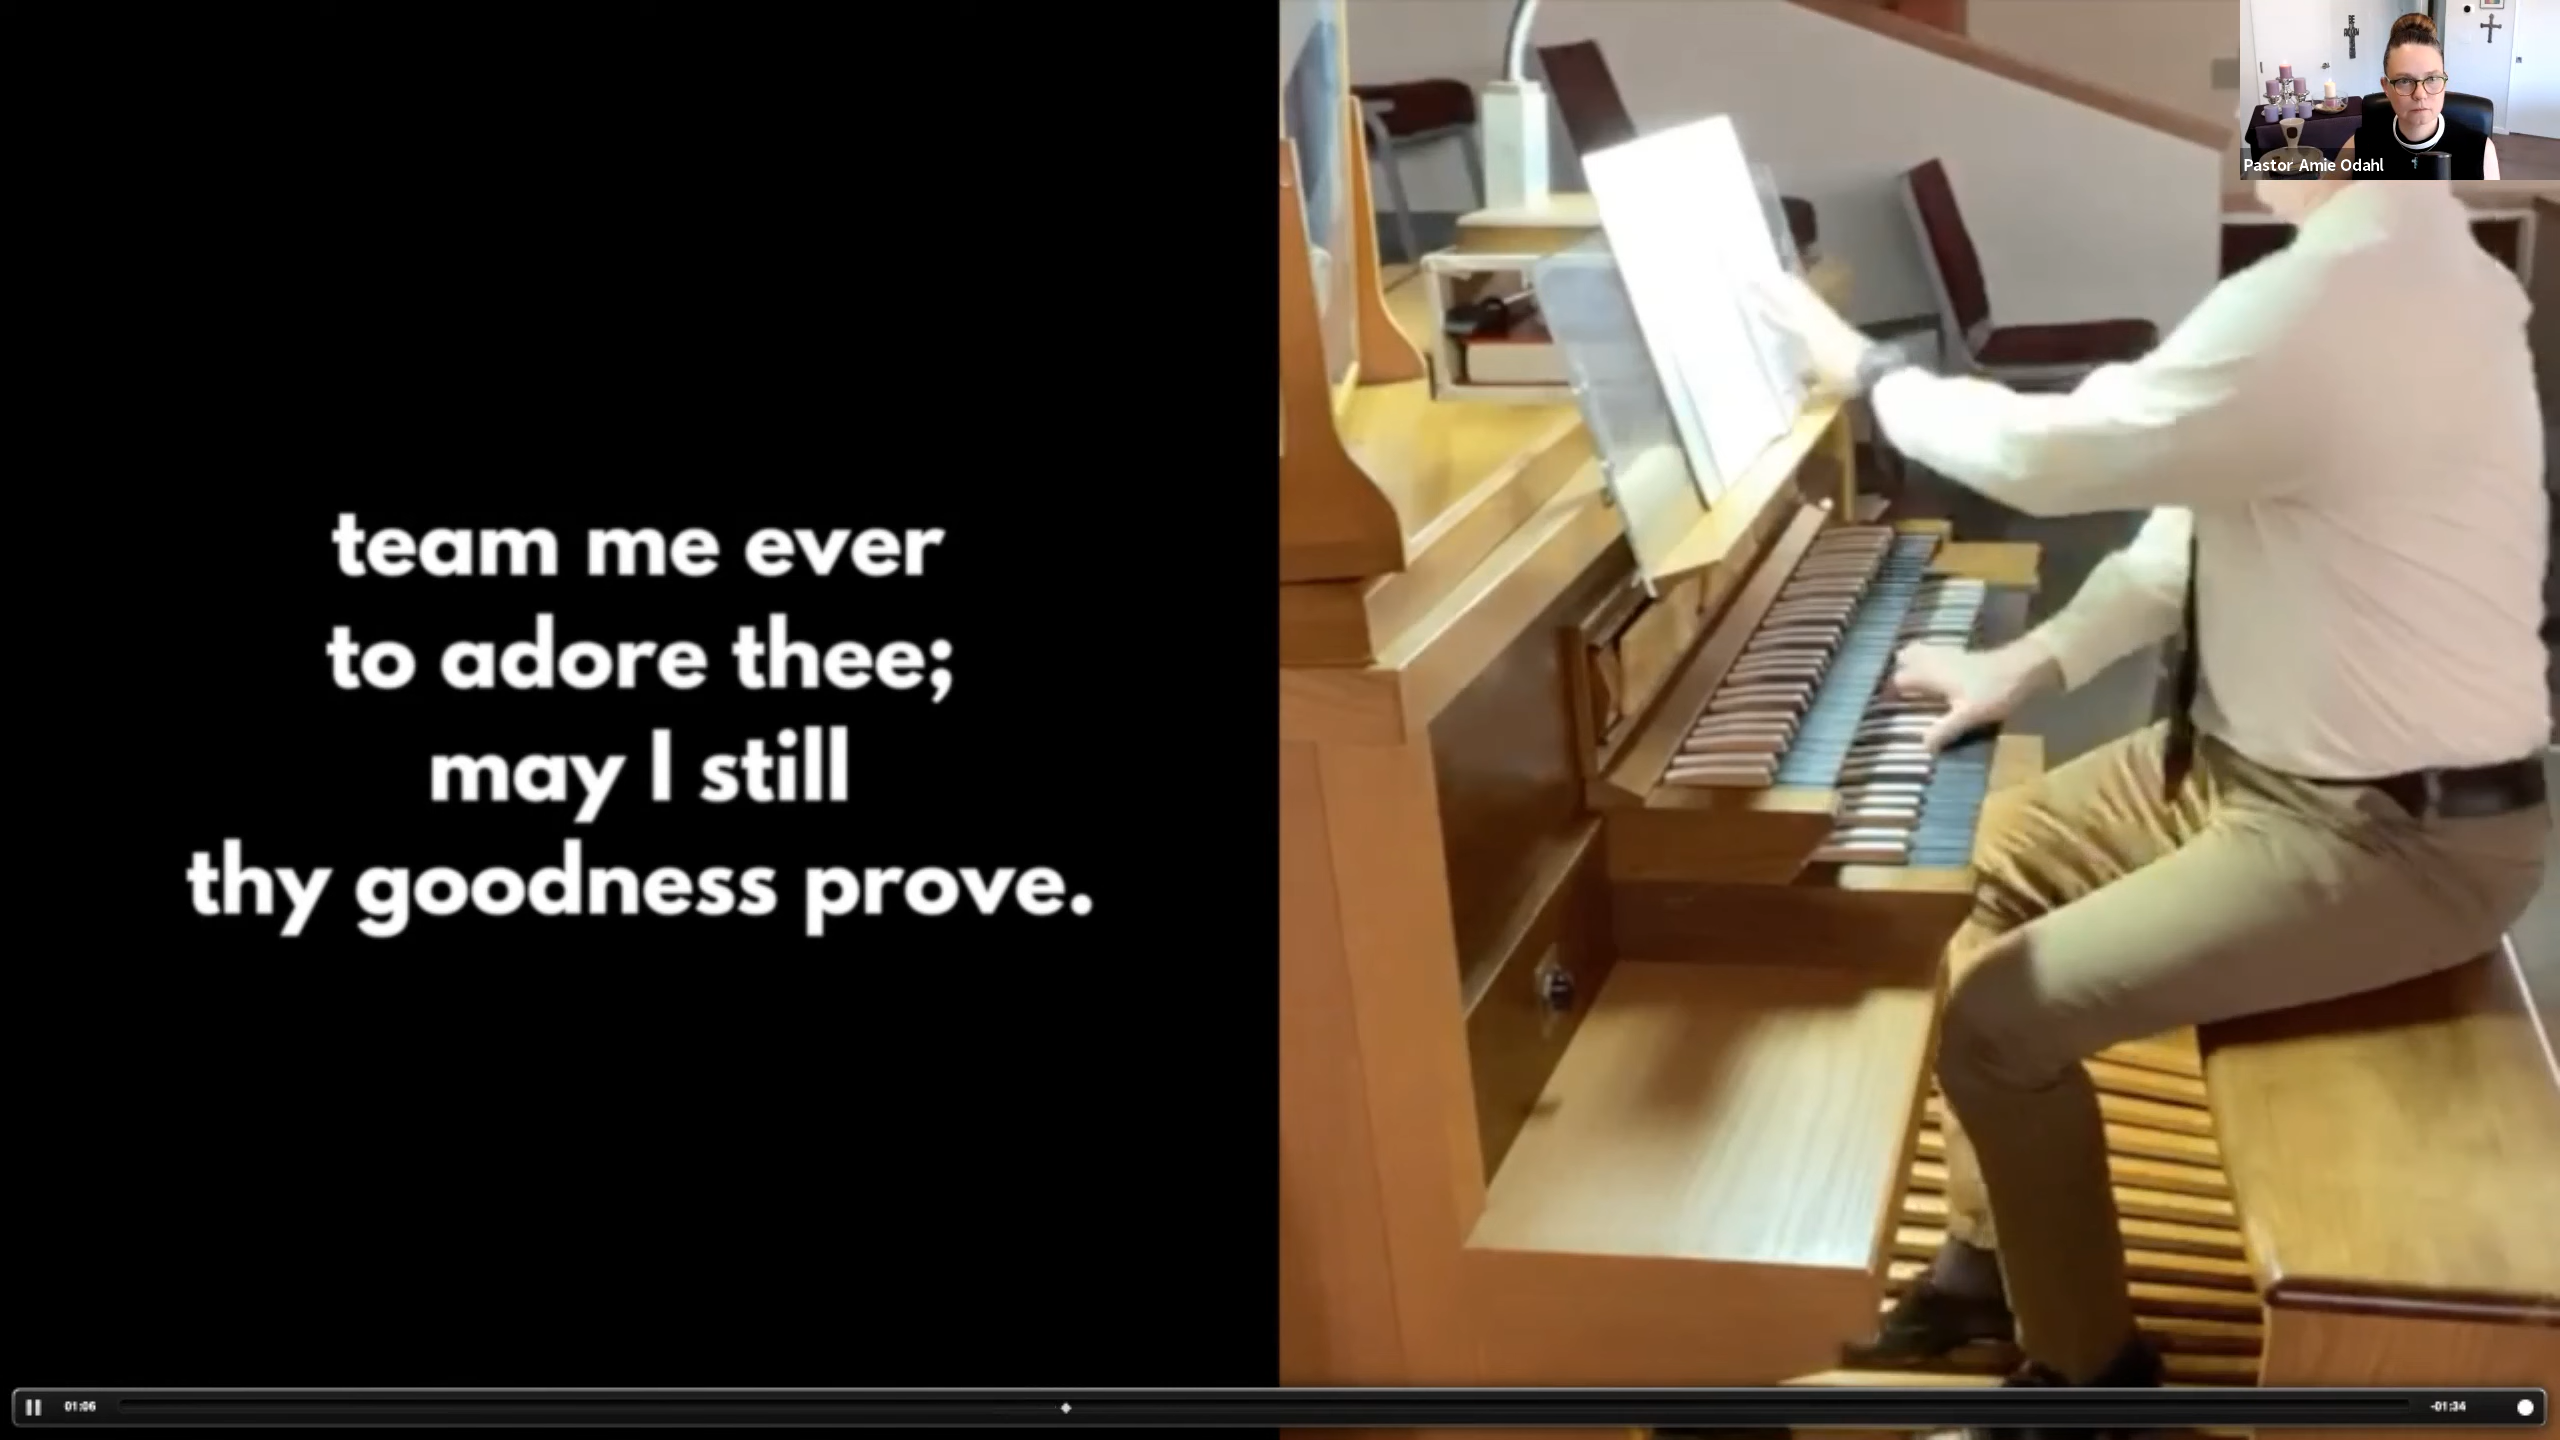 Pastor Amie Odahl
team me ever
to adore thee;
may I still
thy goodness prove.
01:06
-01:34